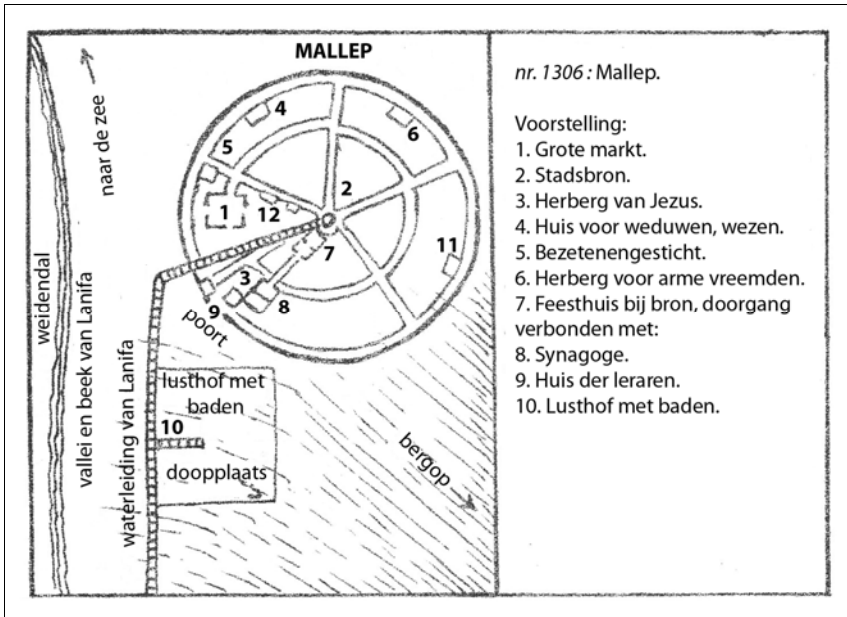 MALLEP
naar de zee
4
6
5
2
1
12
11
7
3
8
9
poort
weidendal
vallei en beek van Lanifa
waterleiding van Lanifa
lusthof met
baden
10
doopplaats
bergop
nr. 1306 : Mallep.
Voorstelling:
1. Grote markt.
2. Stadsbron.
3. Herberg van Jezus.
4. Huis voor weduwen, wezen.
5. Bezetenengesticht.
6. Herberg voor arme vreemden.
7. Feesthuis bij bron, doorgang
verbonden met:
8. Synagoge.
9. Huis der leraren.
10. Lusthof met baden.